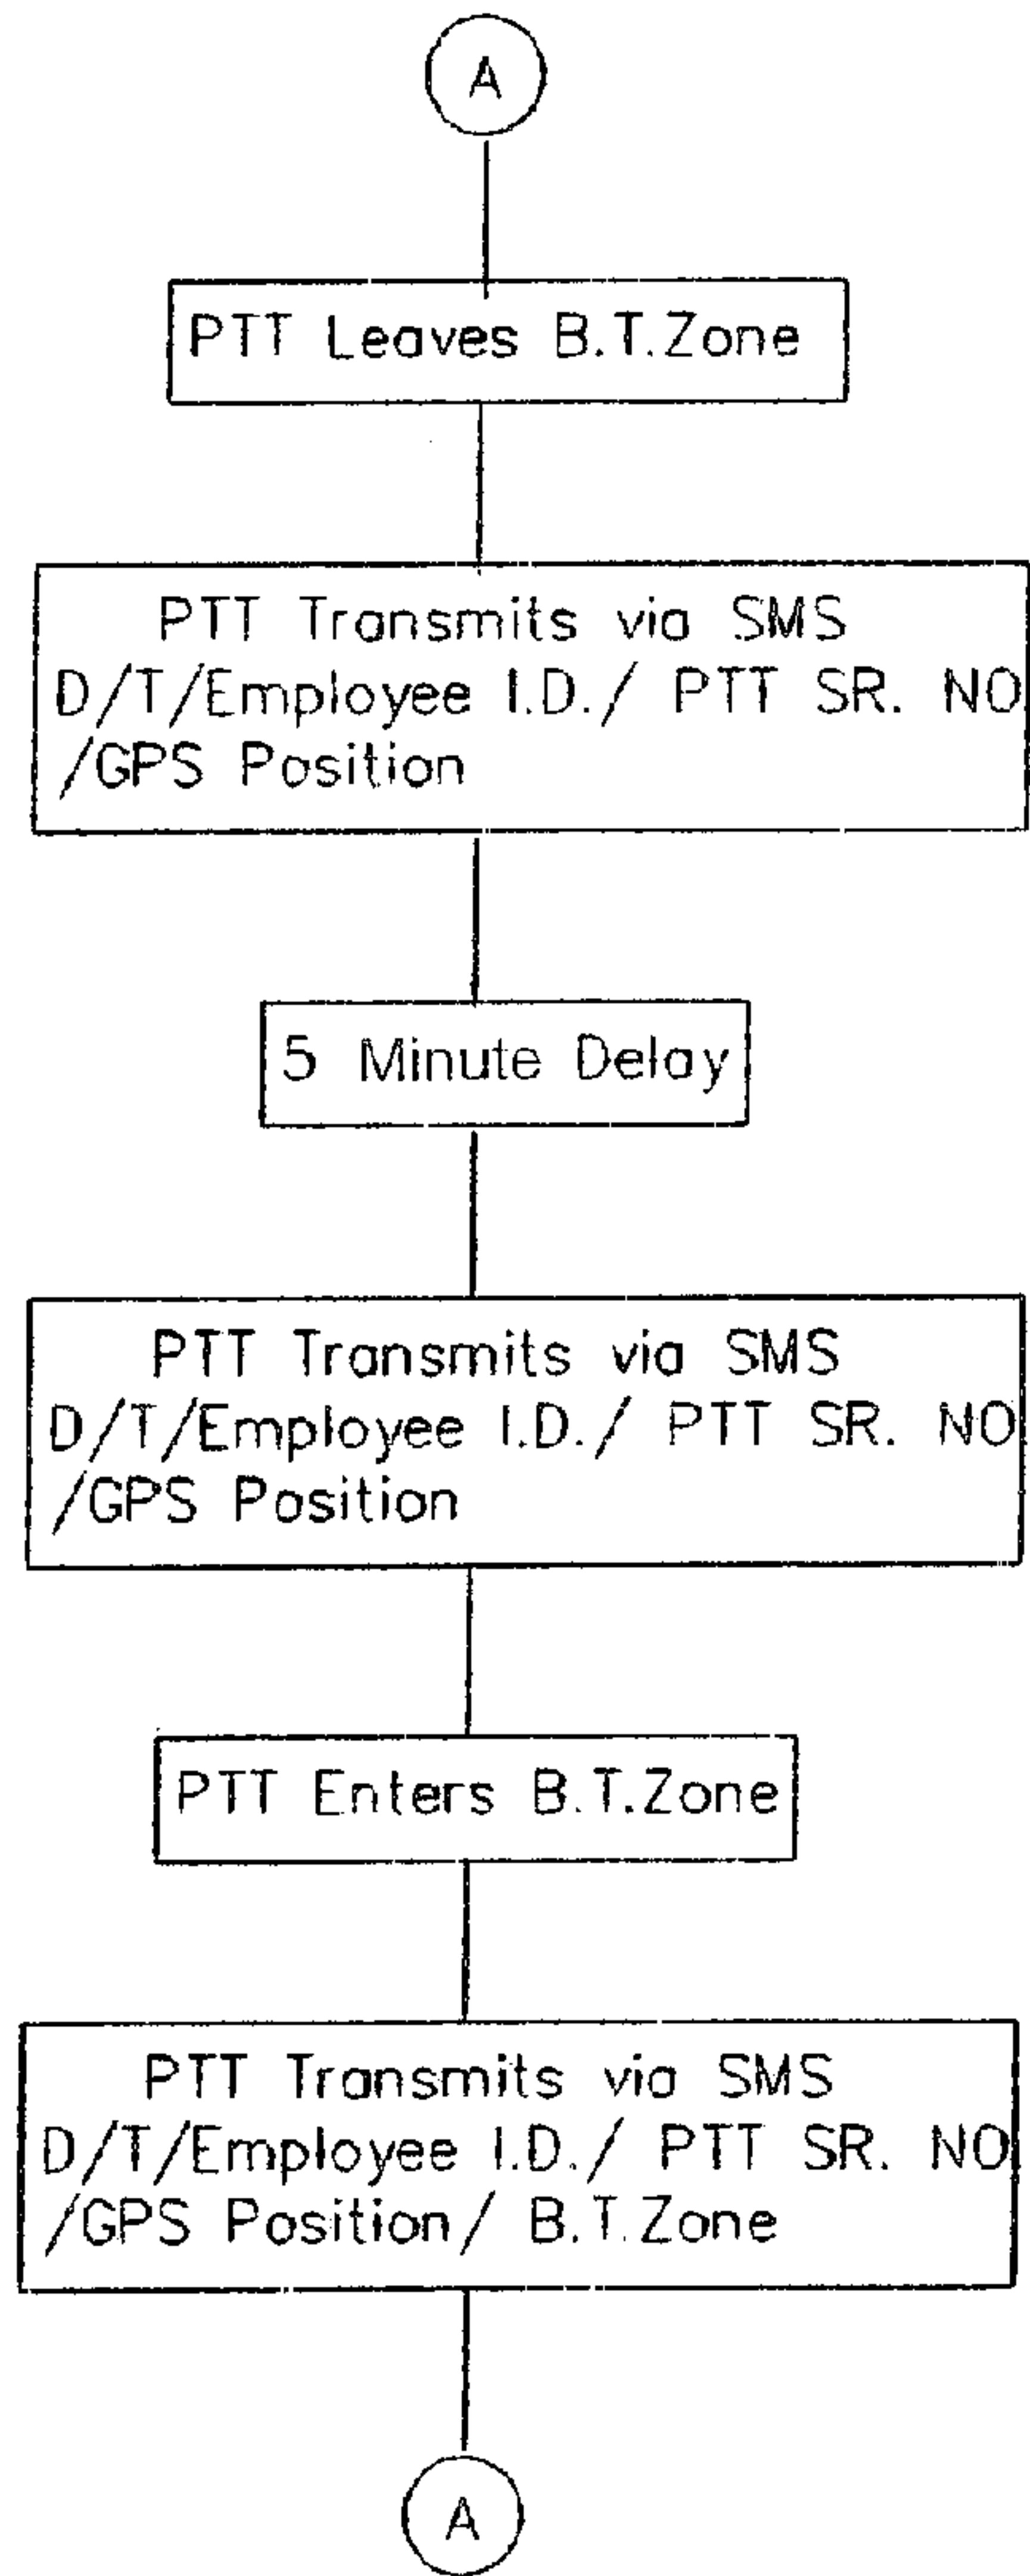 A
PTT Leaves B.T.Zone
PTT Transmits via SMS
D/T/Employee I.D./ PTT SR. NO
/GPS Position
5 Minute Delay
PTT Transmits via SMS
D/T/Employee I.D./ PTT SR. NO
/GPS Position
PTT Enters B.T.Zone
PTT Transmits via SMS
D/T/Employee I.D./ PTT SR. NO
/GPS Position/ B.T.Zone
A